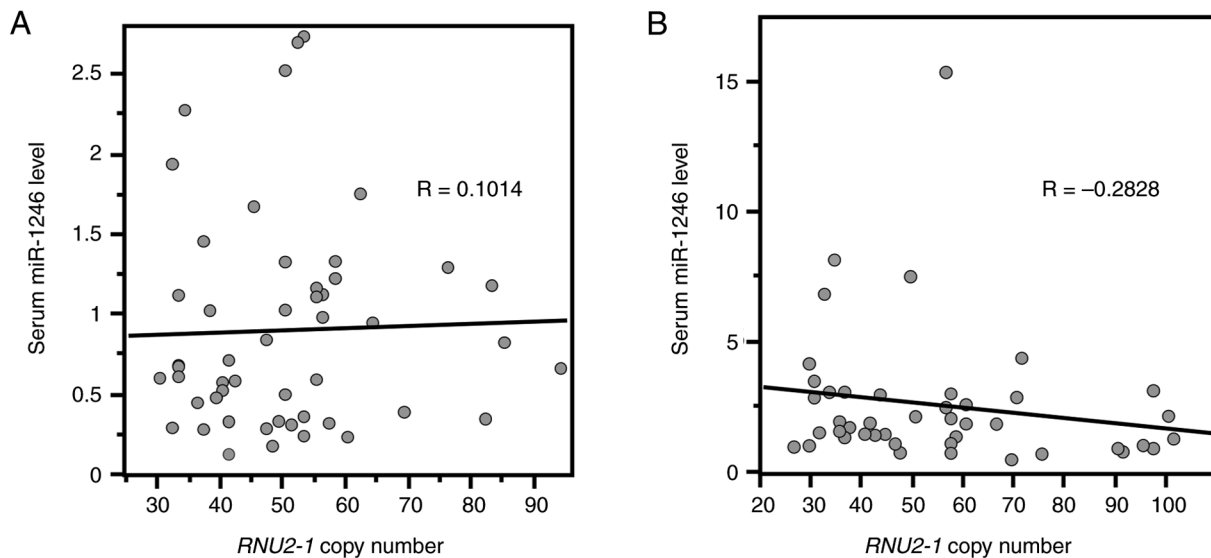 A
Serum miR-1246 level
2.5
2
1.5
1
0.5
0
R = 0.1014
30 40 50 60 70 80 90
RNU2-1 copy number
B
Serum miR-1246 level
15
10
5
0
R = –0.2828
20 30 40 50 60 70 80 90 100
RNU2-1 copy number